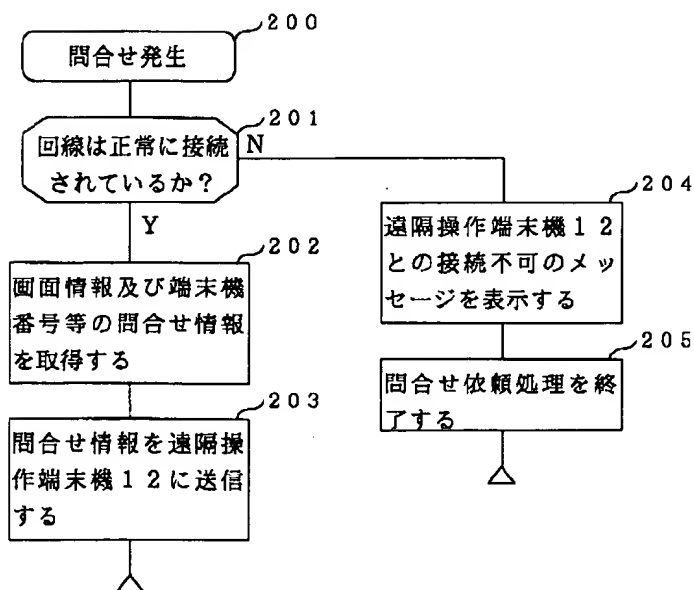 200
問合せ発生
201
回線は正常に接続
されているか？
N
Y
202
画面情報及び端末機
番号等の問合せ情報
を取得する
203
問合せ情報を遠隔操
作端末機１２に送信
する
204
遠隔操作端末機１２
との接続不可のメッ
セージを表示する
205
問合せ依頼処理を終
了する